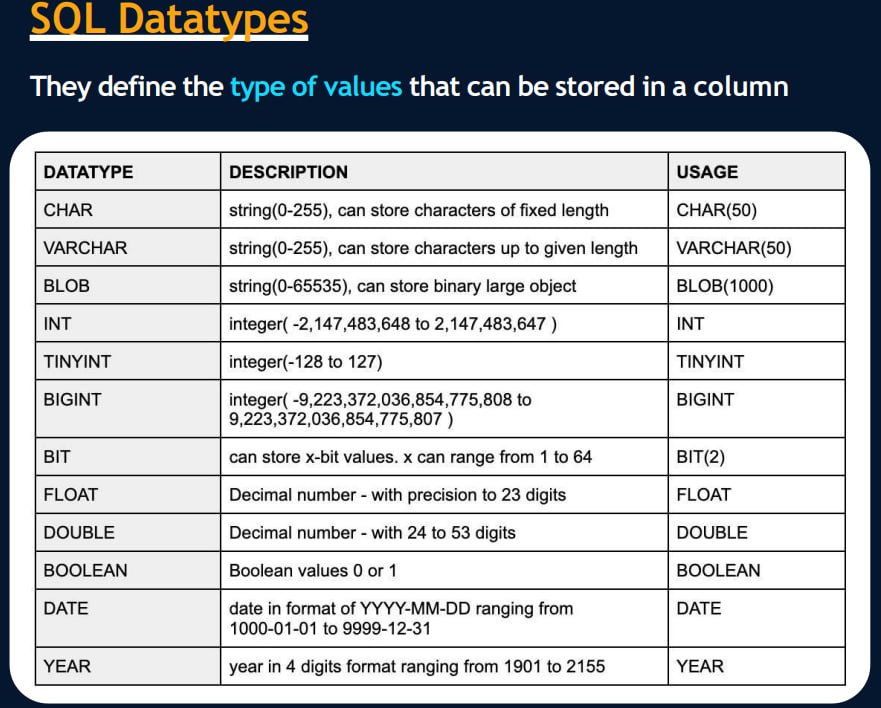 SQL Datatypes
They define the type of values that can be stored in a column
DATATYPE DESCRIPTION USAGE
CHAR string(0-255), can store characters of fixed length CHAR(50)
VARCHAR string(0-255), can store characters up to given length VARCHAR(50)
BLOB string(0-65535), can store binary large object BLOB(1000)
INT integer( -2,147,483,648 to 2,147,483,647 ) INT
TINYINT integer(-128 to 127) TINYINT
BIGINT integer( -9,223,372,036,854,775,808 to BIGINT
9,223,372,036,854,775,807 )
BIT can store x-bit values. x can range from 1 to 64 BIT(2)
FLOAT Decimal number - with precision to 23 digits FLOAT
DOUBLE Decimal number - with 24 to 53 digits DOUBLE
BOOLEAN Boolean values 0 or 1 BOOLEAN
DATE date in format of YYYY-MM-DD ranging from DATE
1000-01-01 to 9999-12-31
YEAR year in 4 digits format ranging from 1901 to 2155 YEAR